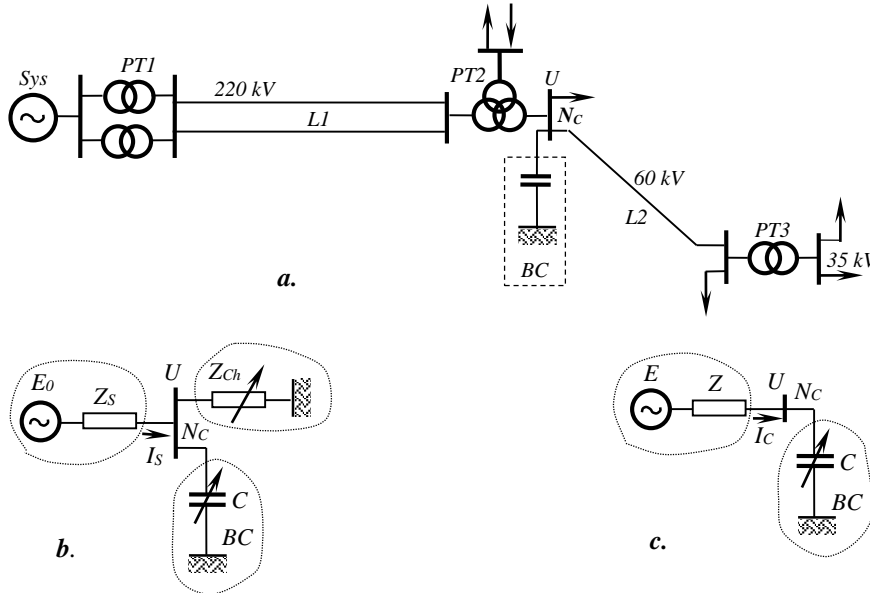 Sys
PT1
220 kV
L1
PT2
U
N_C
BC
60 kV
L2
PT3
35 kV
a.
E_0
Z_S
I_S
U
N_C
Z_Ch
C
BC
b.
E
Z
I_C
U
N_C
C
BC
c.